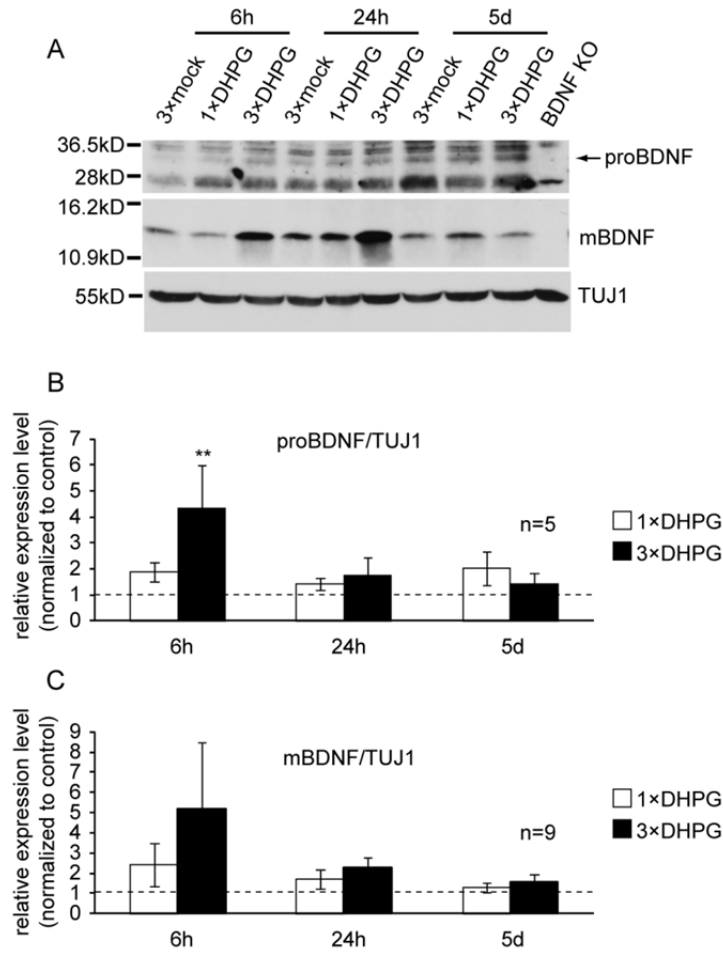 6h 24h 5d
A
3×mock 1×DHPG 3×DHPG 3×mock 1×DHPG 3×DHPG 3×mock 1×DHPG 3×DHPG BDNF KO
36.5kD
proBDNF
28kD
16.2kD
mBDNF
10.9kD
55kD TUJ1
B
relative expression level
(normalized to control)
7
6
5
4
3
2
1
0
proBDNF/TUJ1
**
n=5
1×DHPG
3×DHPG
6h 24h 5d
C
relative expression level
(normalized to control)
9
8
7
6
5
4
3
2
1
0
mBDNF/TUJ1
n=9
1×DHPG
3×DHPG
6h 24h 5d